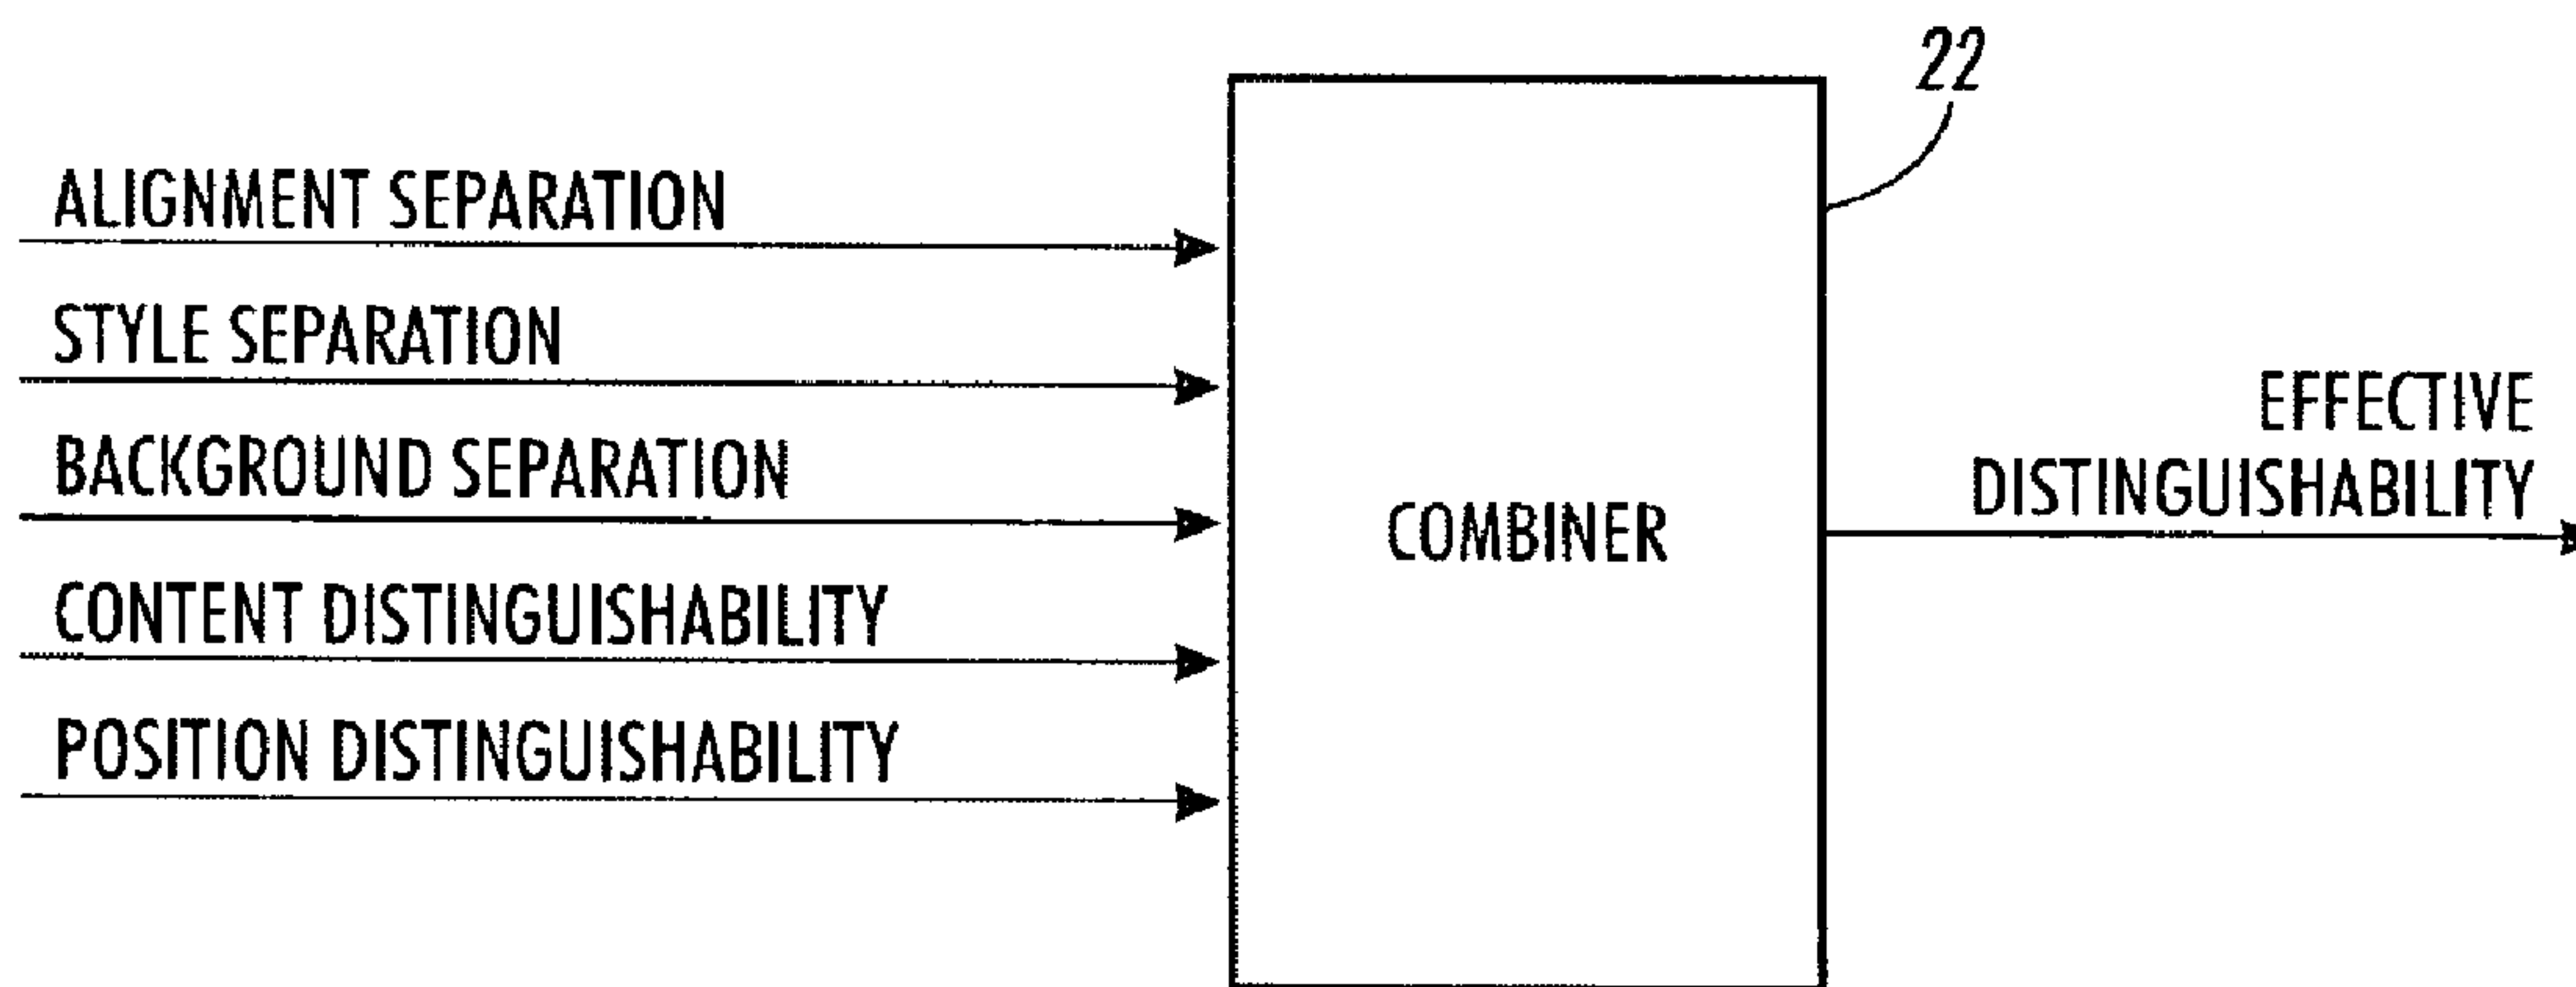 22
ALIGNMENT SEPARATION
STYLE SEPARATION
BACKGROUND SEPARATION
CONTENT DISTINGUISHABILITY
POSITION DISTINGUISHABILITY
COMBINER
EFFECTIVE
DISTINGUISHABILITY